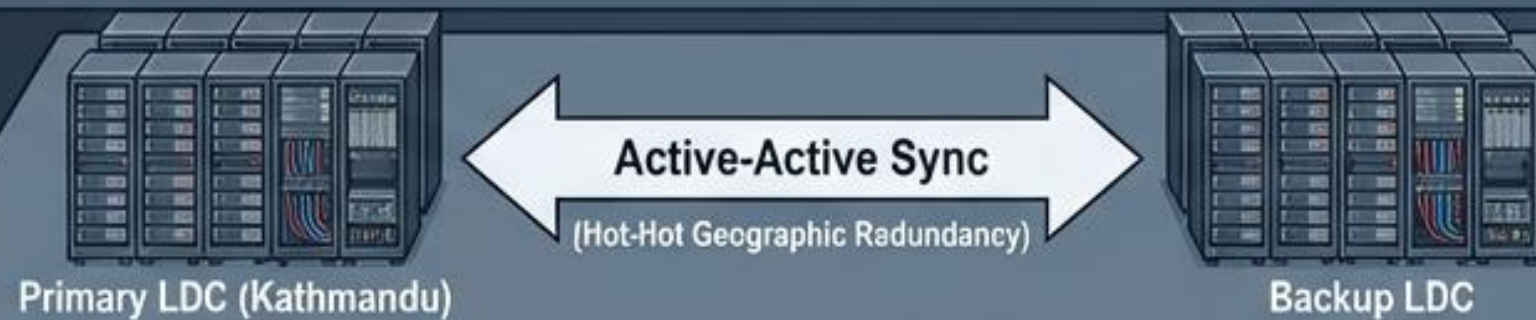 Active-Active Sync
(Hot-Hot Geographic Radundancy)
Primary LDC (Kathmandu)
Backup LDC